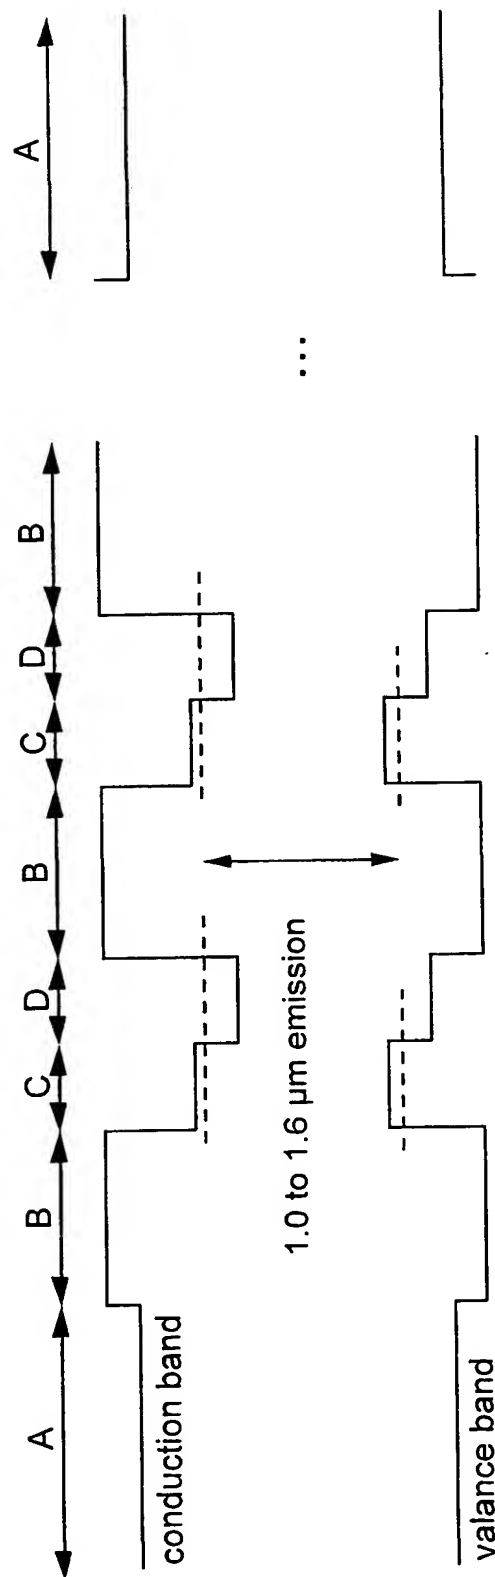 A
B
C
D
B
C
D
B
A
conduction band
1.0 to 1.6 µm emission
...
valance band